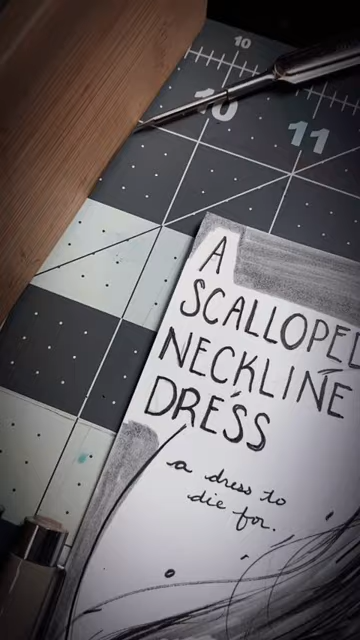 10
10
11
A
SCALLOPED
NECKLINE
DRESS
a dress to
die for.